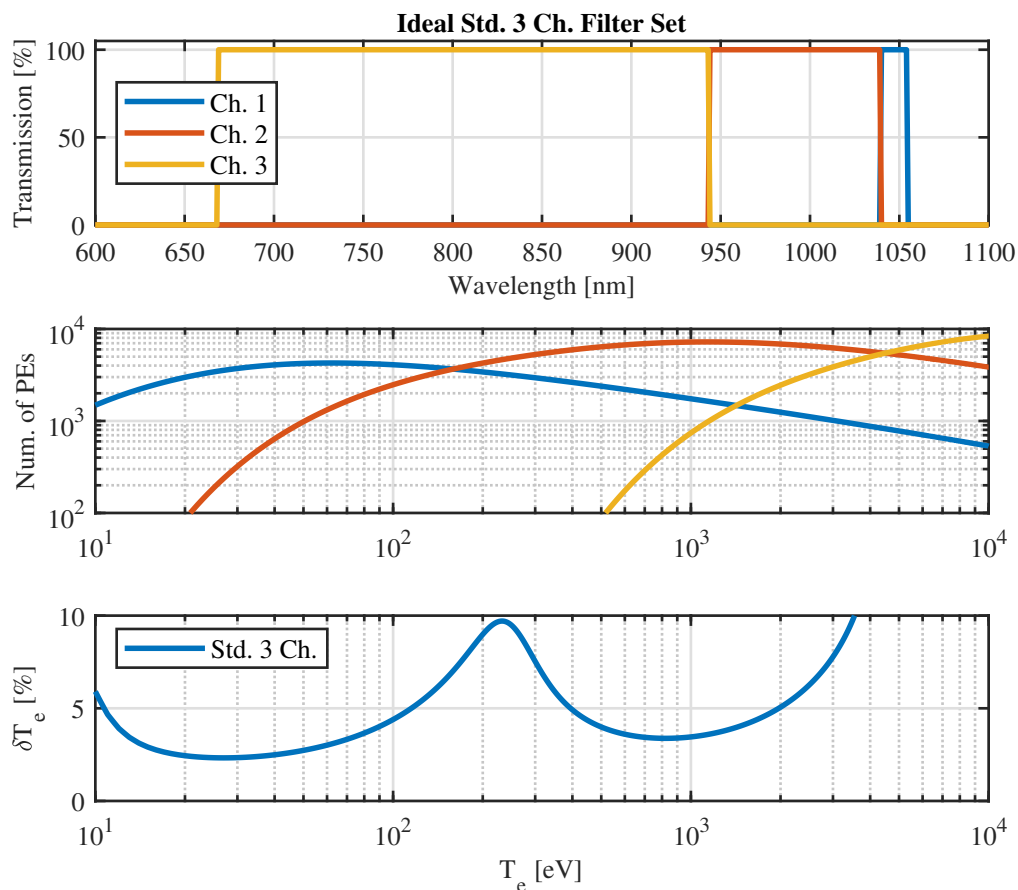 Ideal Std. 3 Ch. Filter Set
Transmission [%]
100
50
0
Ch. 1
Ch. 2
Ch. 3
600 650 700 750 800 850 900 950 1000 1050 1100
Wavelength [nm]
Num. of PEs
10^4
10^3
10^2
10^1 10^2 10^3 10^4
δT_e [%]
10
5
0
Std. 3 Ch.
10^1 10^2 10^3 10^4
T_e [eV]